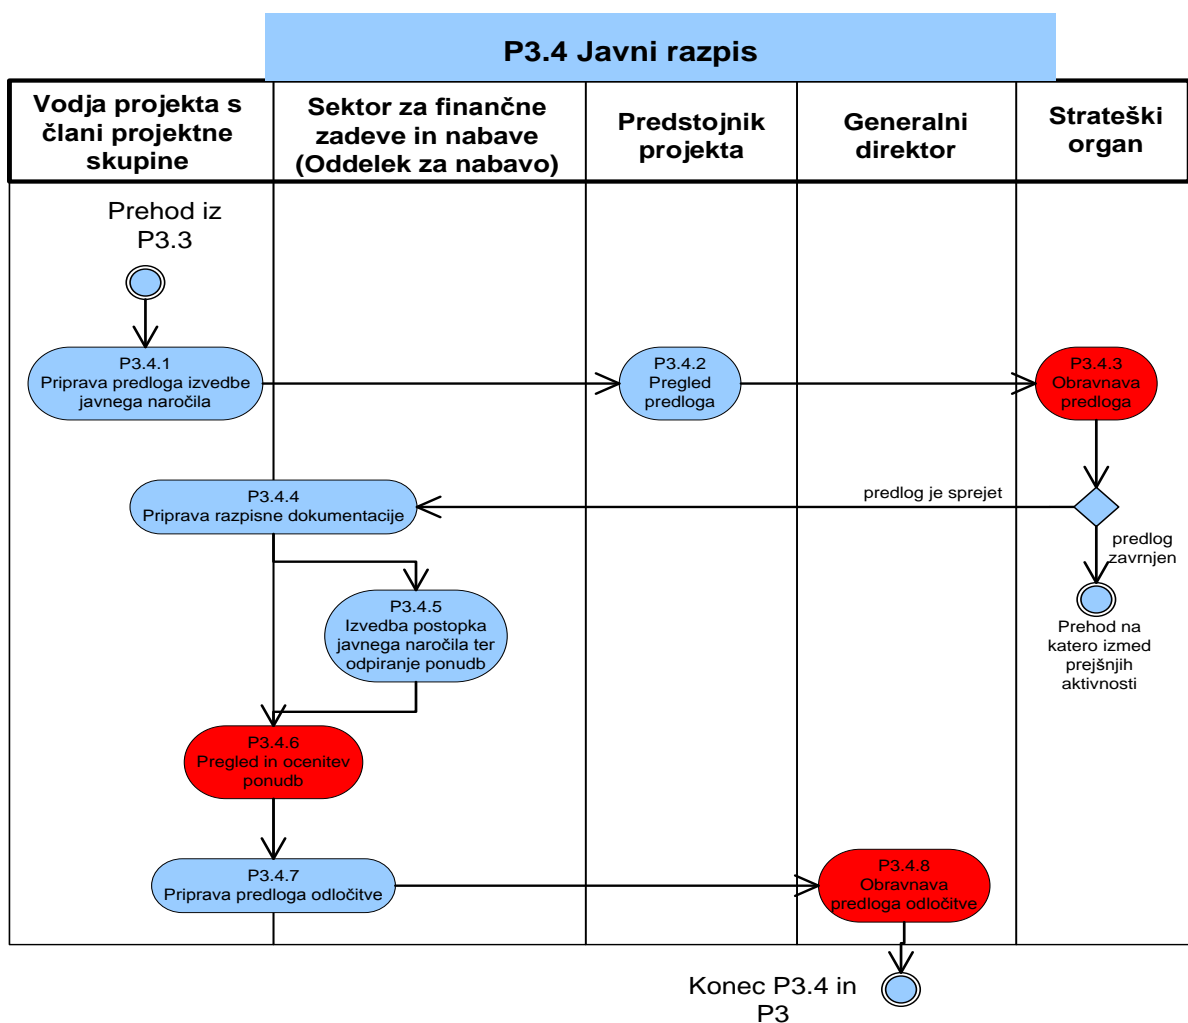 P3.4 Javni razpis
Vodja projekta s
člani projektne
skupine
Sektor za finančne
zadeve in nabave
(Oddelek za nabavo)
Predstojnik
projekta
Generalni
direktor
Strateški
organ
Prehod iz
P3.3
P3.4.1
Priprava predloga izvedbe
javnega naročila
P3.4.2
Pregled
predloga
P3.4.3
Obravnava
predloga
predlog je sprejet
P3.4.4
Priprava razpisne dokumentacije
predlog
zavrnjen
Prehod na
katero izmed
prejšnjih
aktivnosti
P3.4.5
Izvedba postopka
javnega naročila ter
odpiranje ponudb
P3.4.6
Pregled in ocenitev
ponudb
P3.4.7
Priprava predloga odločitve
P3.4.8
Obravnava
predloga odločitve
Konec P3.4 in
P3